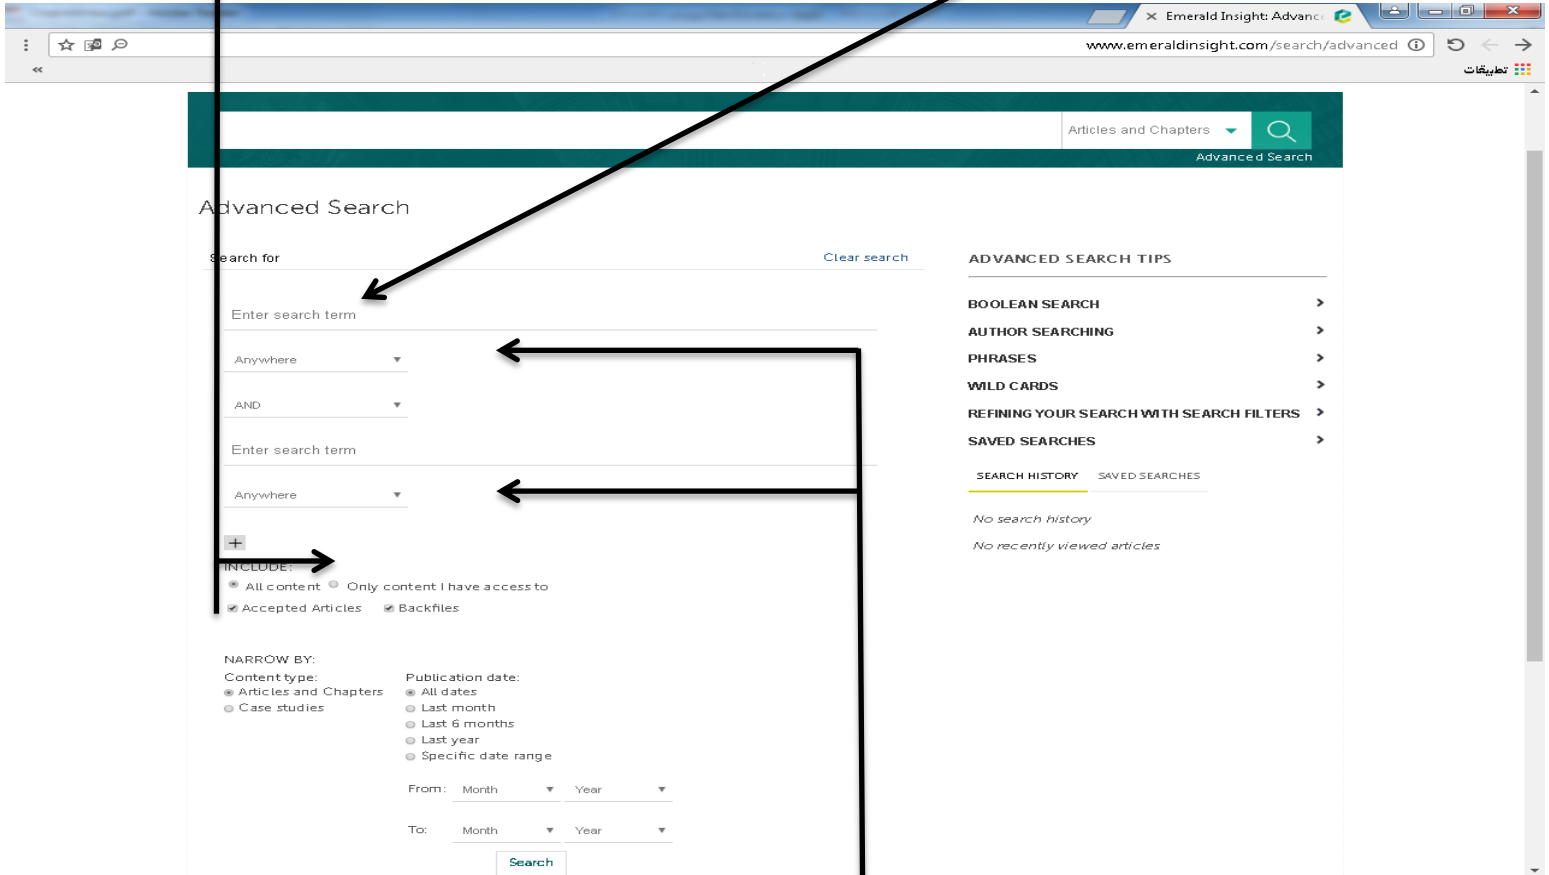 Emerald Insight: Advanc
www.emeraldinsight.com/search/advanced
تطبيقات
Articles and Chapters
Advanced Search
Advanced Search
Search for
Clear search
Enter search term
Anywhere
AND
Enter search term
Anywhere
+
INCLUDE:
All content Only content I have access to
Accepted Articles Backfiles
NARROW BY:
Content type:
Articles and Chapters
Case studies
Publication date:
All dates
Last month
Last 6 months
Last year
Specific date range
From: Month Year
To: Month Year
Search
ADVANCED SEARCH TIPS
BOOLEAN SEARCH
AUTHOR SEARCHING
PHRASES
WILD CARDS
REFINING YOUR SEARCH WITH SEARCH FILTERS
SAVED SEARCHES
SEARCH HISTORY SAVED SEARCHES
No search history
No recently viewed articles